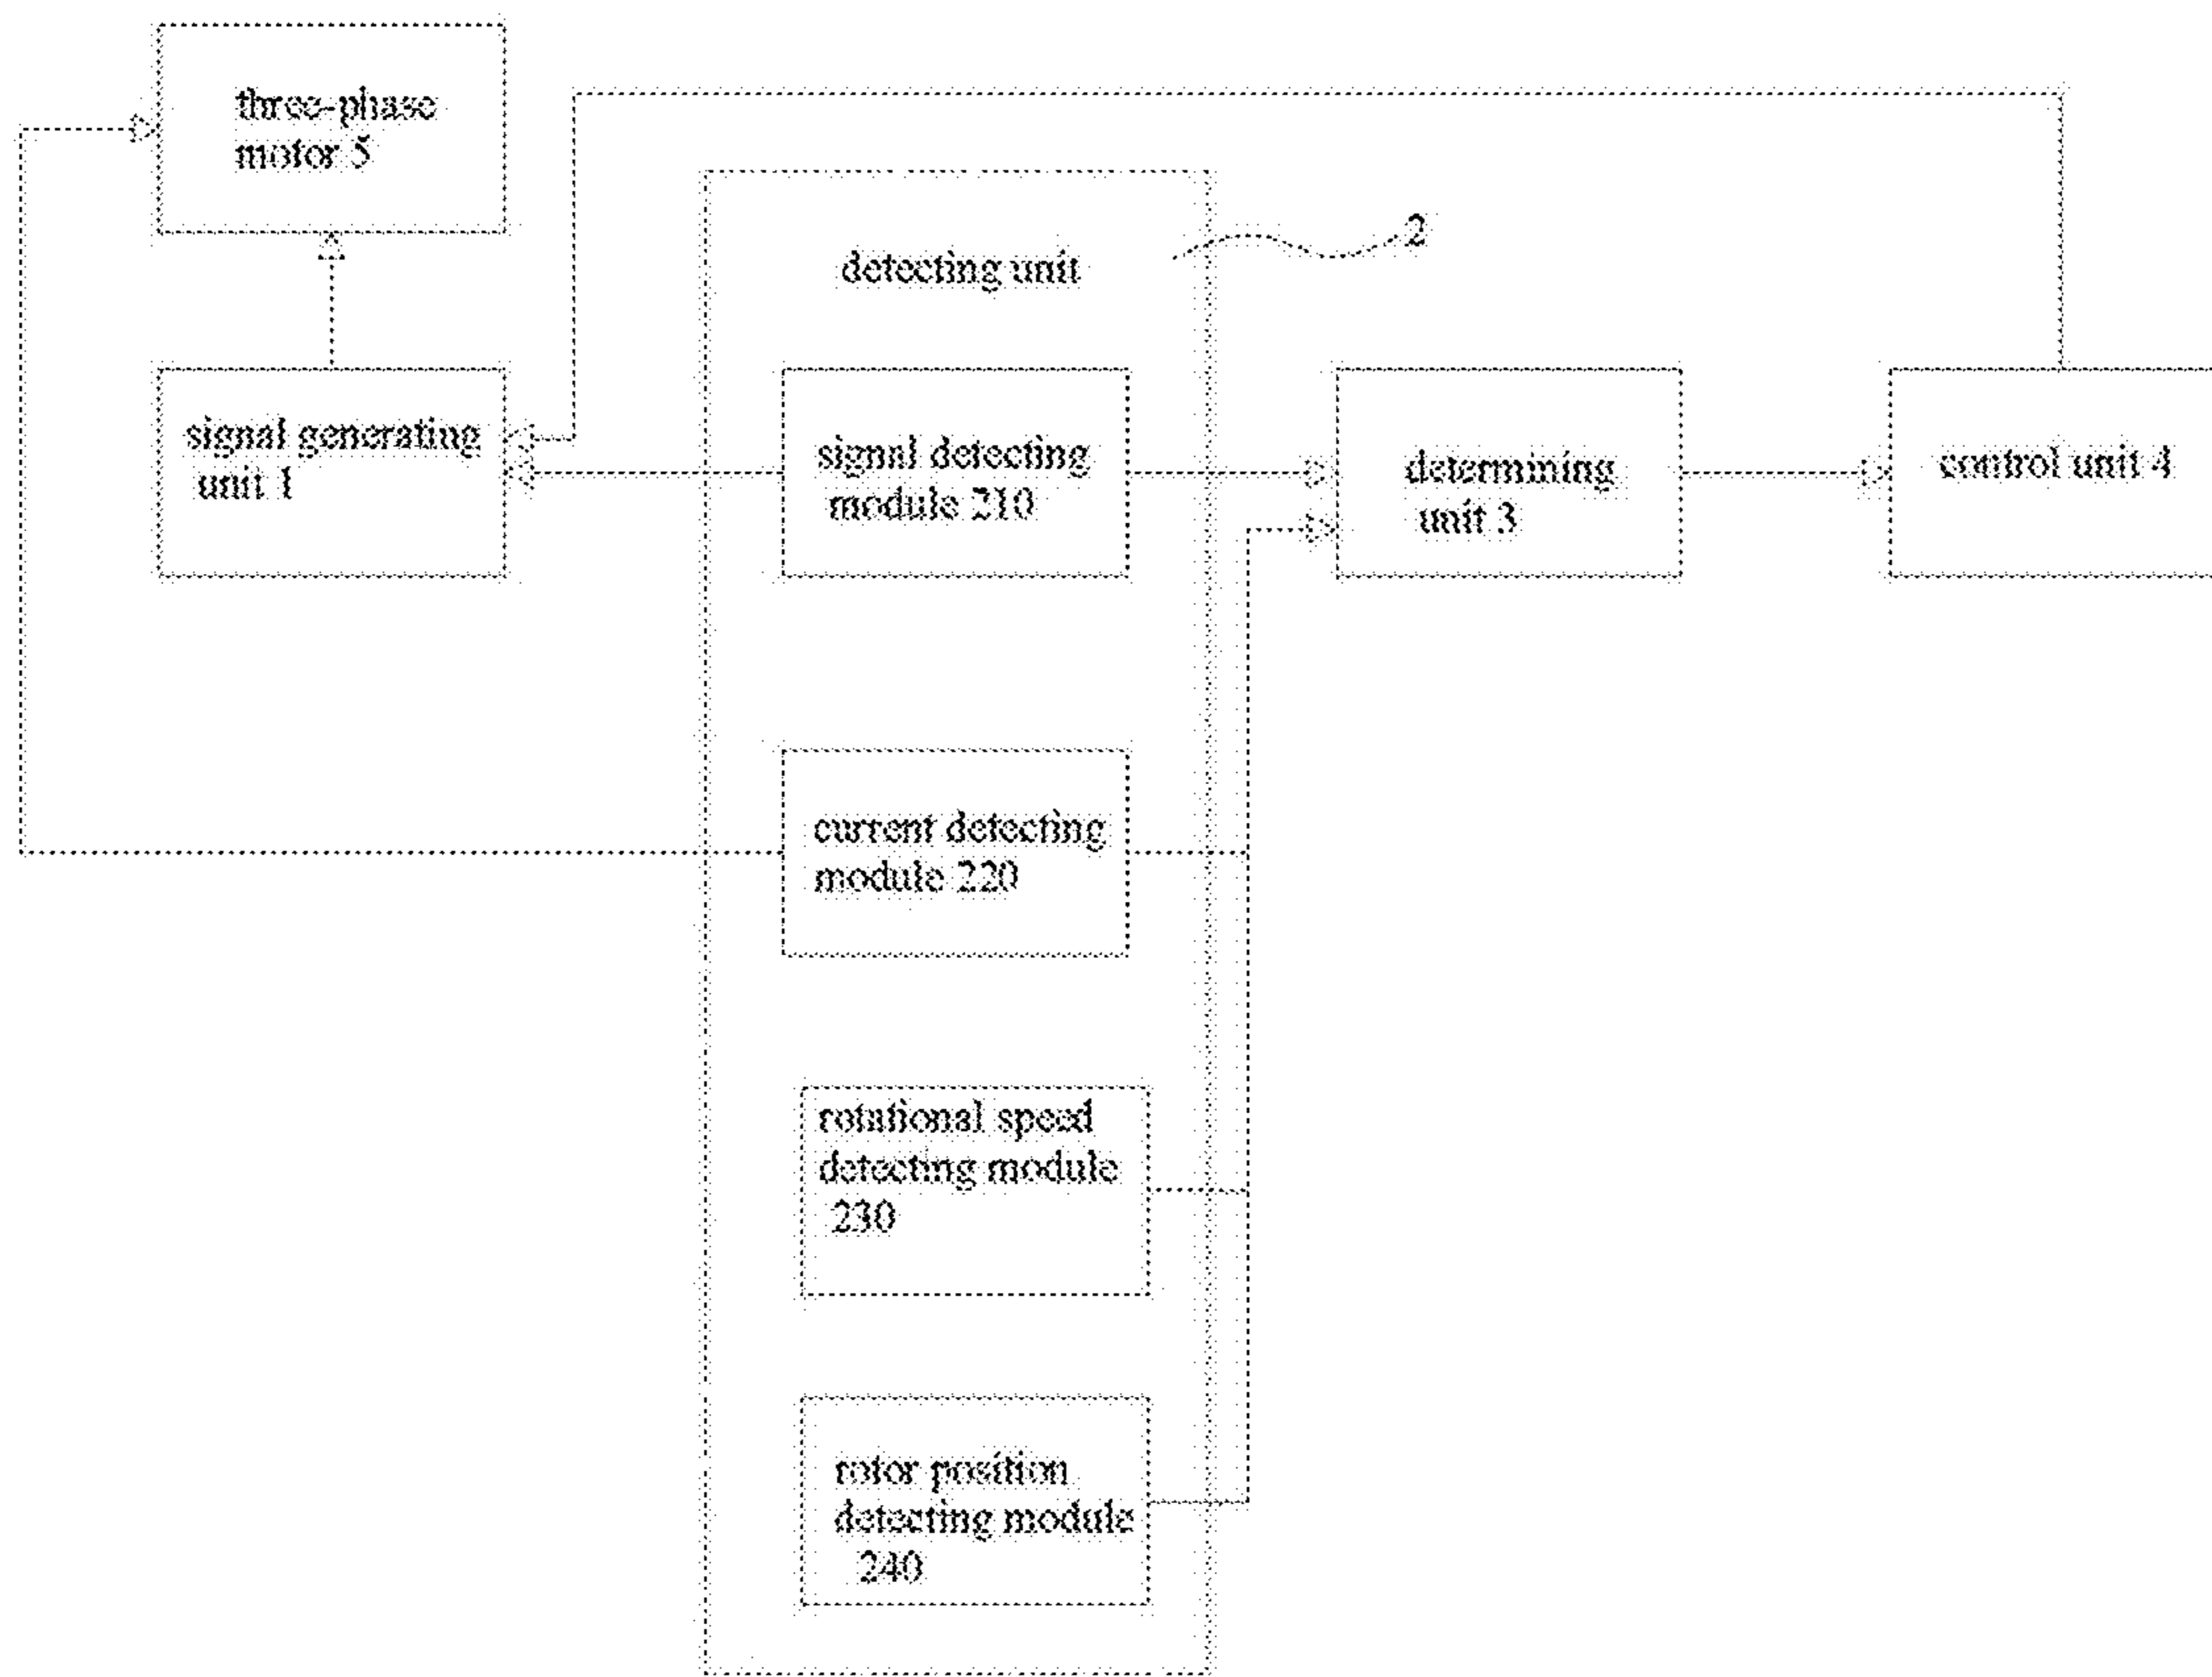 three-phase
motor 5
detecting unit
2
signal generating
unit 1
signal detecting
module 210
determining
unit 3
control unit 4
current detecting
module 220
rotational speed
detecting module
230
rotor position
detecting module
240